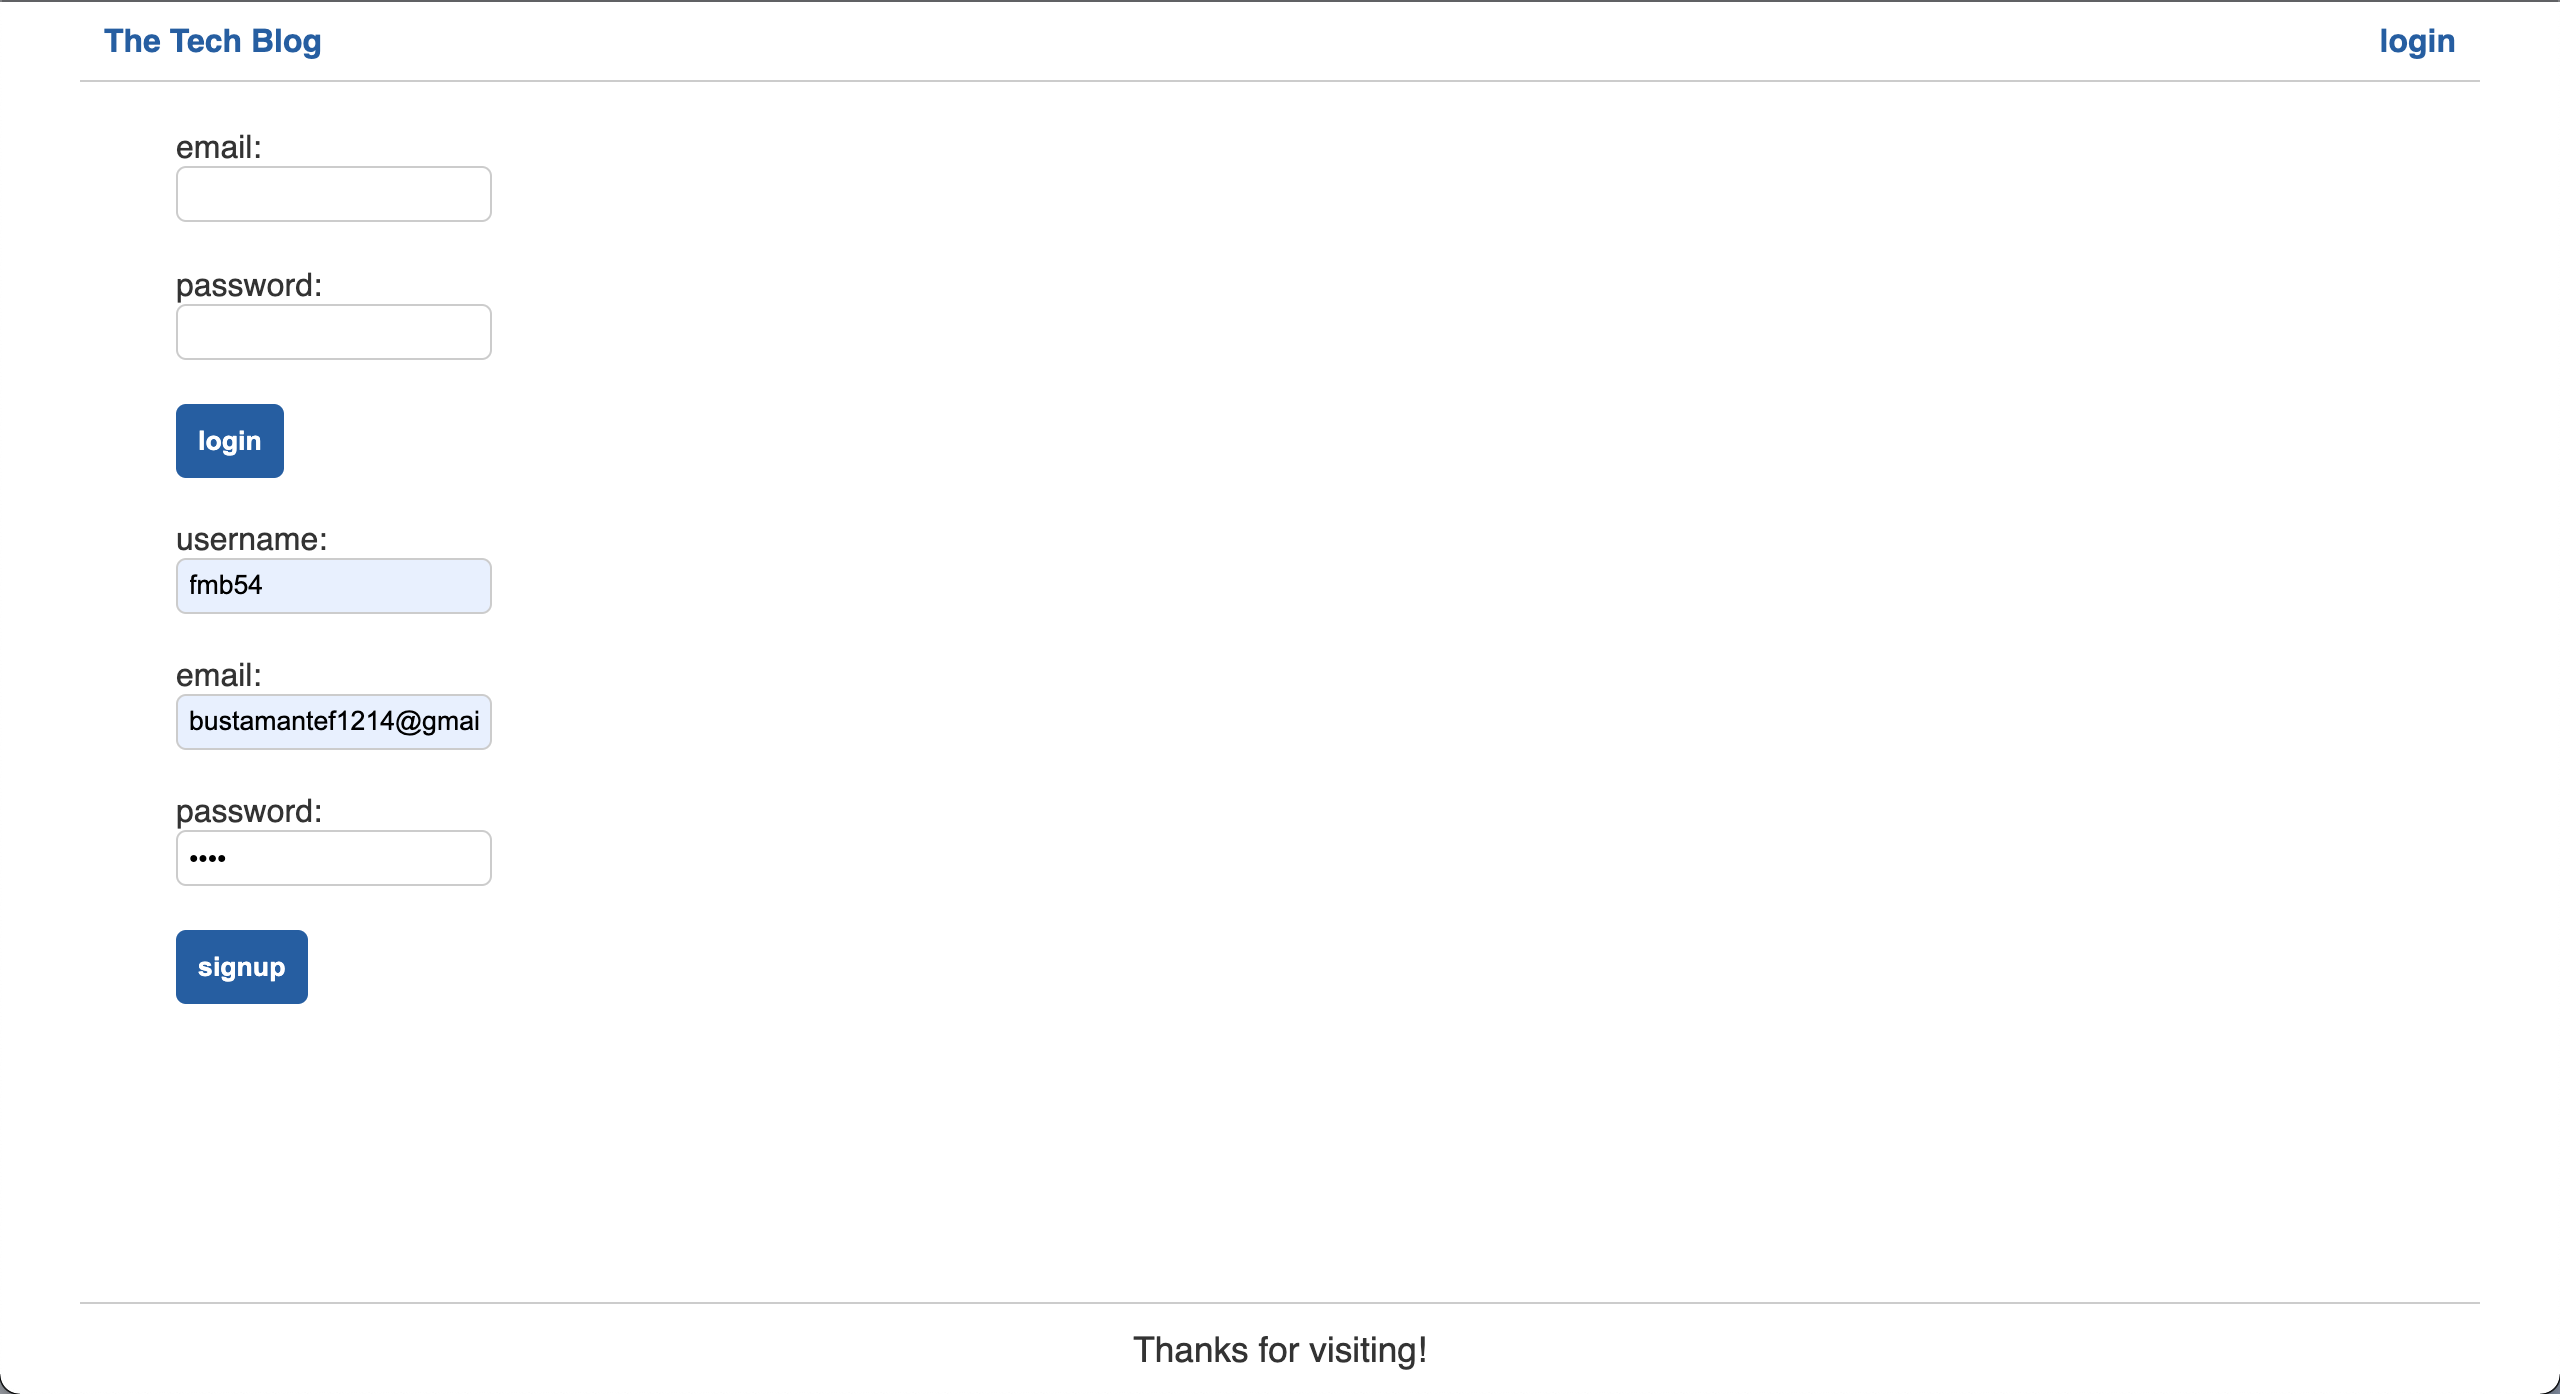 The Tech Blog
login
email:
password:
login
username:
fmb54
email:
bustamantef1214@gmai
password:
••••
signup
Thanks for visiting!